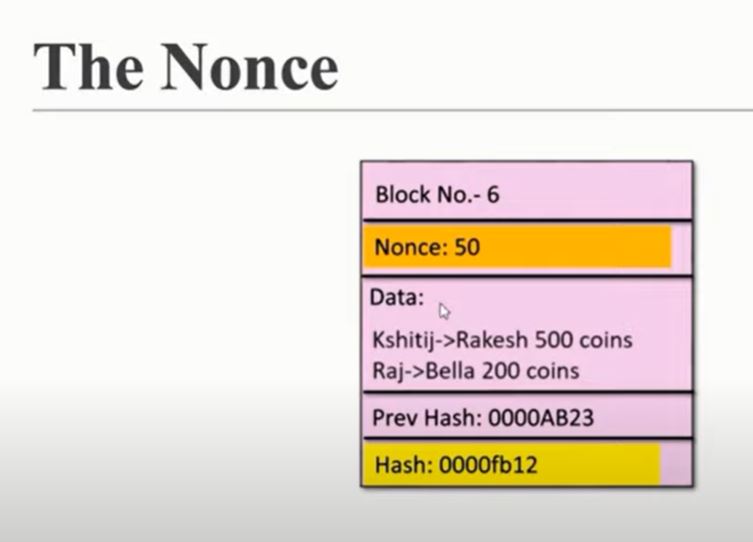 The Nonce
Block No.- 6
Nonce: 50
Data:
Kshitij->Rakesh 500 coins
Raj->Bella 200 coins
Prev Hash: 0000AB23
Hash: 0000fb12